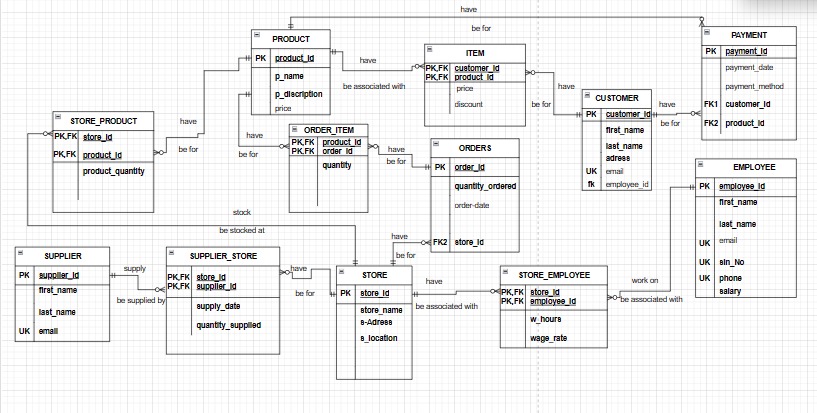 have
be for
PRODUCT
PK product_id
p_name
p_discription
price
have
be associated with
ITEM
PK,FK customer_id
PK,FK product_id
price
discount
have
be for
PAYMENT
PK payment_id
payment_date
payment_method
FK1 customer_id
FK2 product_id
CUSTOMER
PK customer_id
first_name
last_name
adress
UK email
fk employee_id
have
be for
STORE_PRODUCT
PK,FK store_id
PK,FK product_id
product_quantity
have
be for
have
be for
ORDER_ITEM
PK,FK product_id
PK,FK order_id
quantity
have
be for
ORDERS
PK order_id
quantity_ordered
order-date
FK2 store_id
EMPLOYEE
PK employee_id
first_name
last_name
UK email
UK sin_No
UK phone
salary
stock
be stocked at
have
be for
SUPPLIER
PK supplier_id
first_name
last_name
UK email
supply
be supplied by
SUPPLIER_STORE
PK,FK store_id
PK,FK supplier_id
supply_date
quantity_supplied
have
be for
STORE
PK store_id
store_name
s-Adress
s_location
have
be associated with
STORE_EMPLOYEE
PK,FK store_id
PK,FK employee_id
w_hours
wage_rate
work on
be associated with